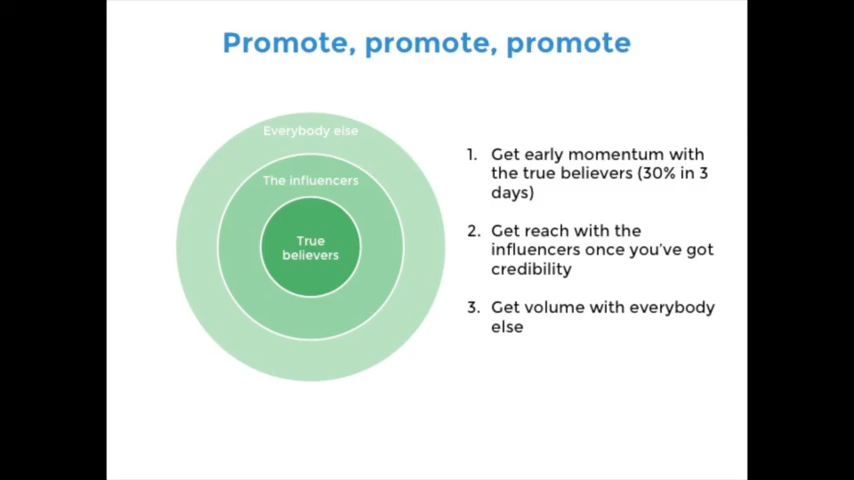 Promote, promote, promote
Everybody else
The influencers
True
believers
1. Get early momentum with
the true believers (30% in 3
days)
2. Get reach with the
influencers once you've got
credibility
3. Get volume with everybody
else